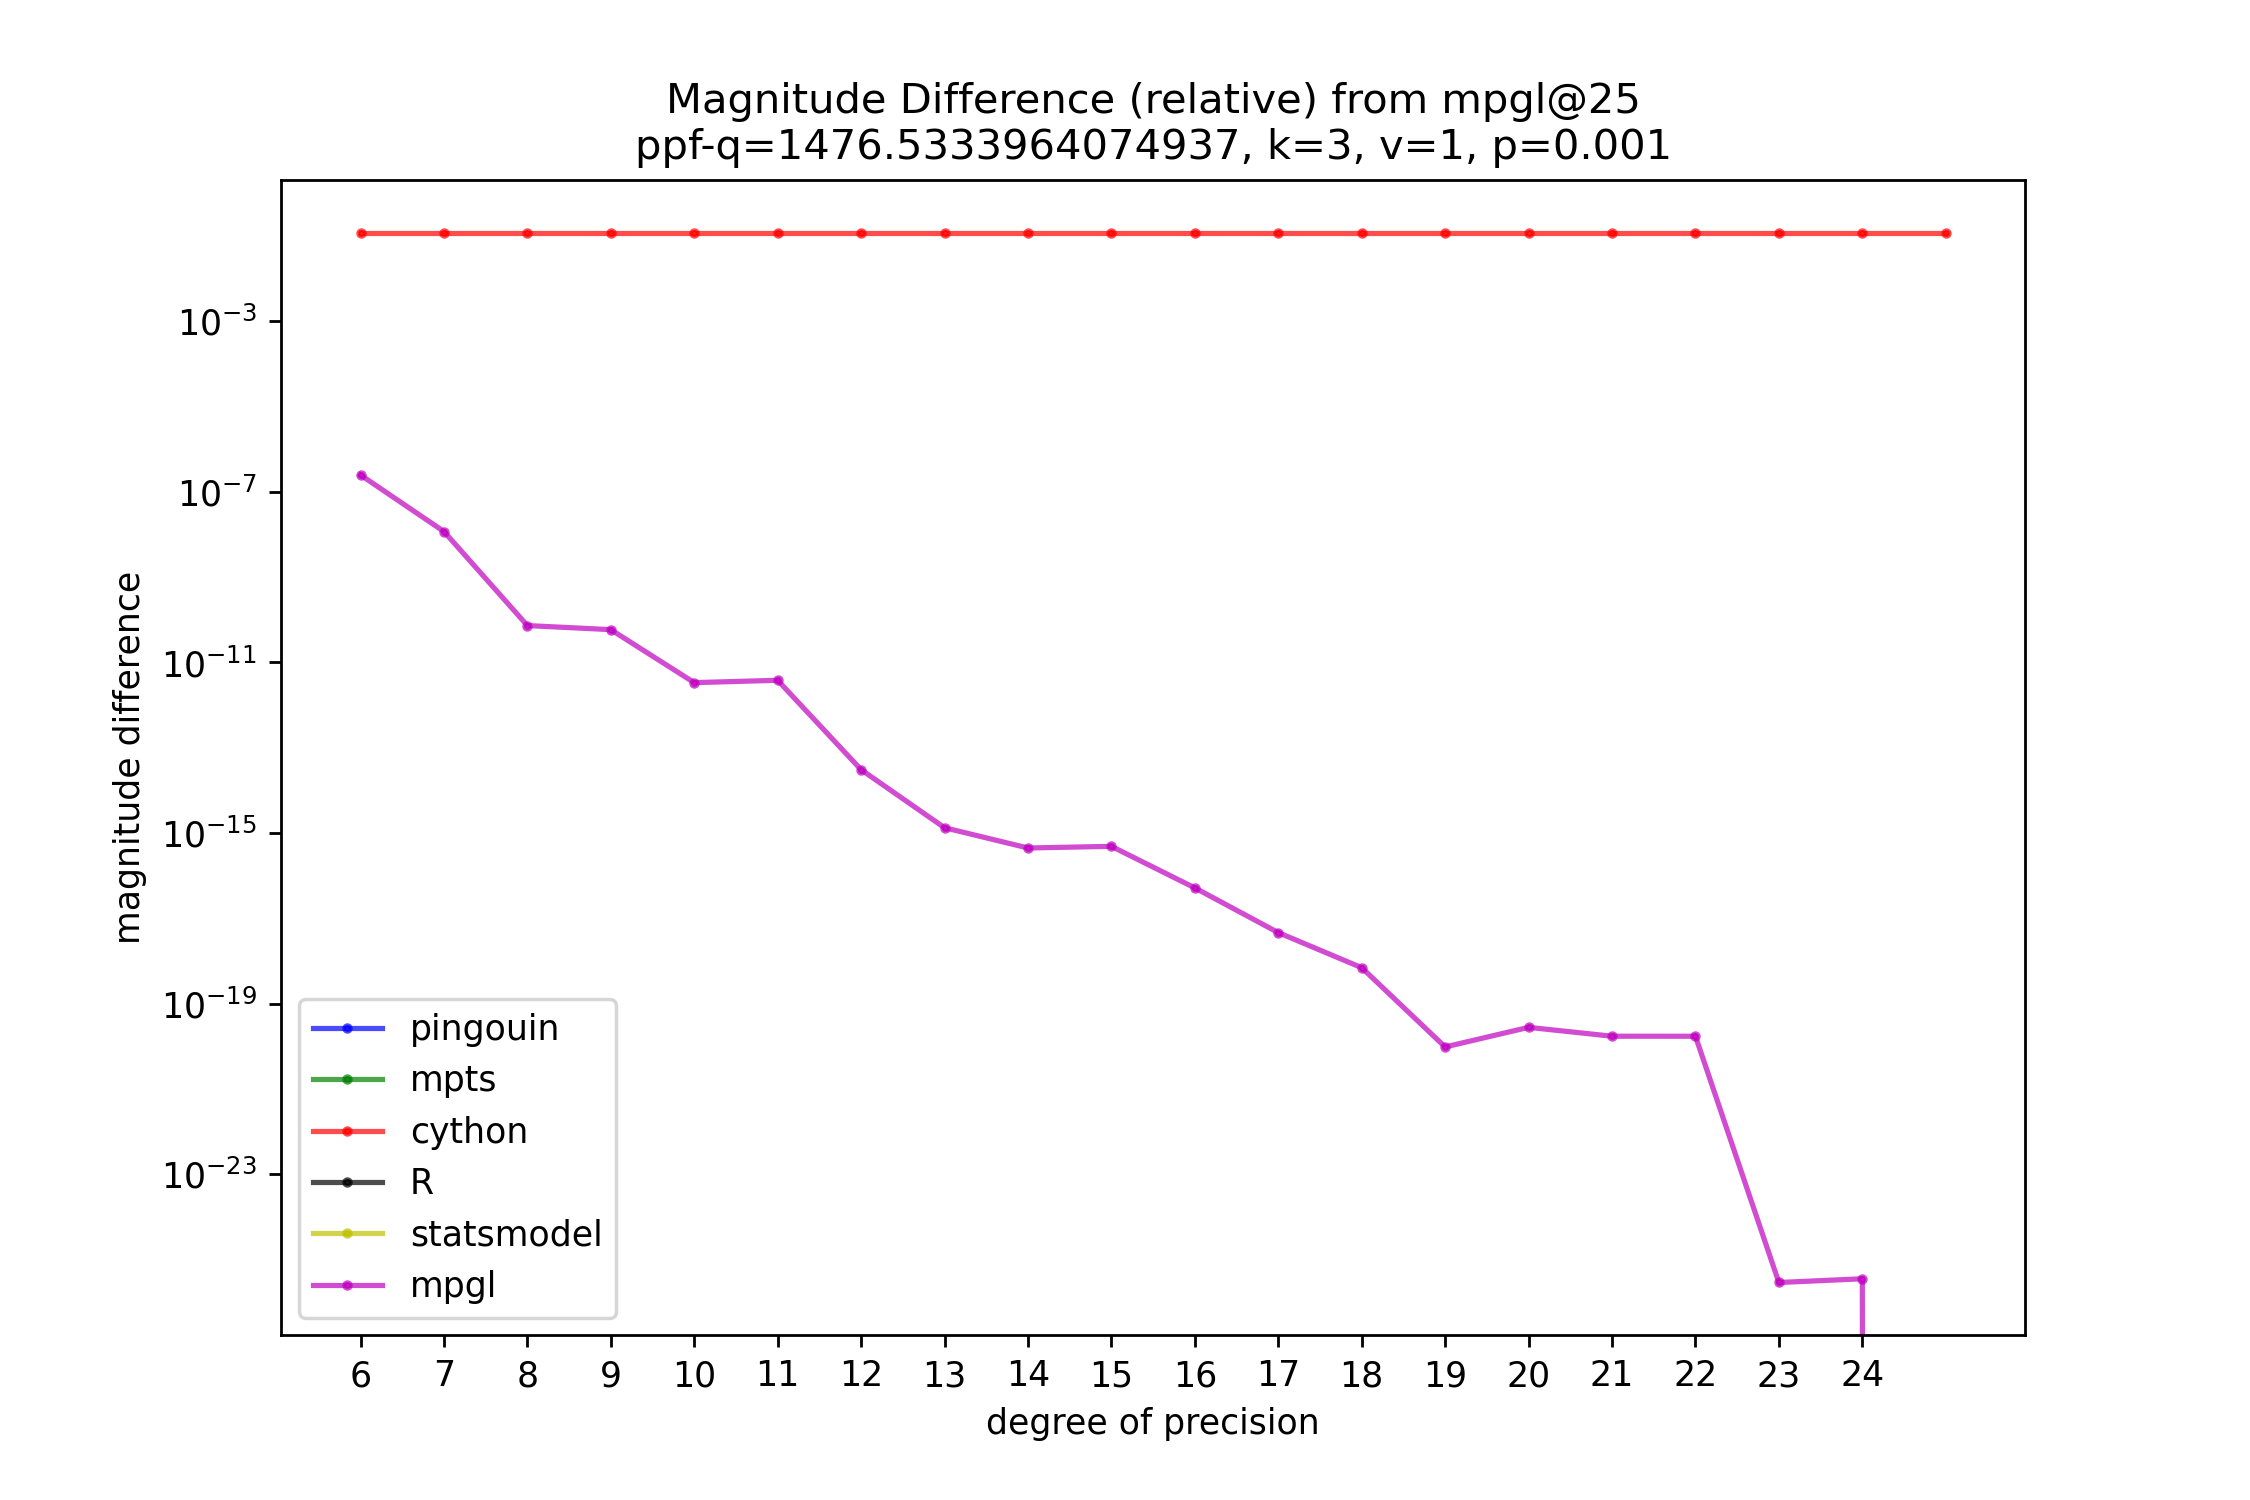 Magnitude Difference (relative) from mpgl@25
ppf-q=1476.5333964074937, k=3, v=1, p=0.001
magnitude difference
10⁻³
10⁻⁷
10⁻¹¹
10⁻¹⁵
10⁻¹⁹
10⁻²³
pingouin
mpts
cython
R
statsmodel
mpgl
6 7 8 9 10 11 12 13 14 15 16 17 18 19 20 21 22 23 24
degree of precision